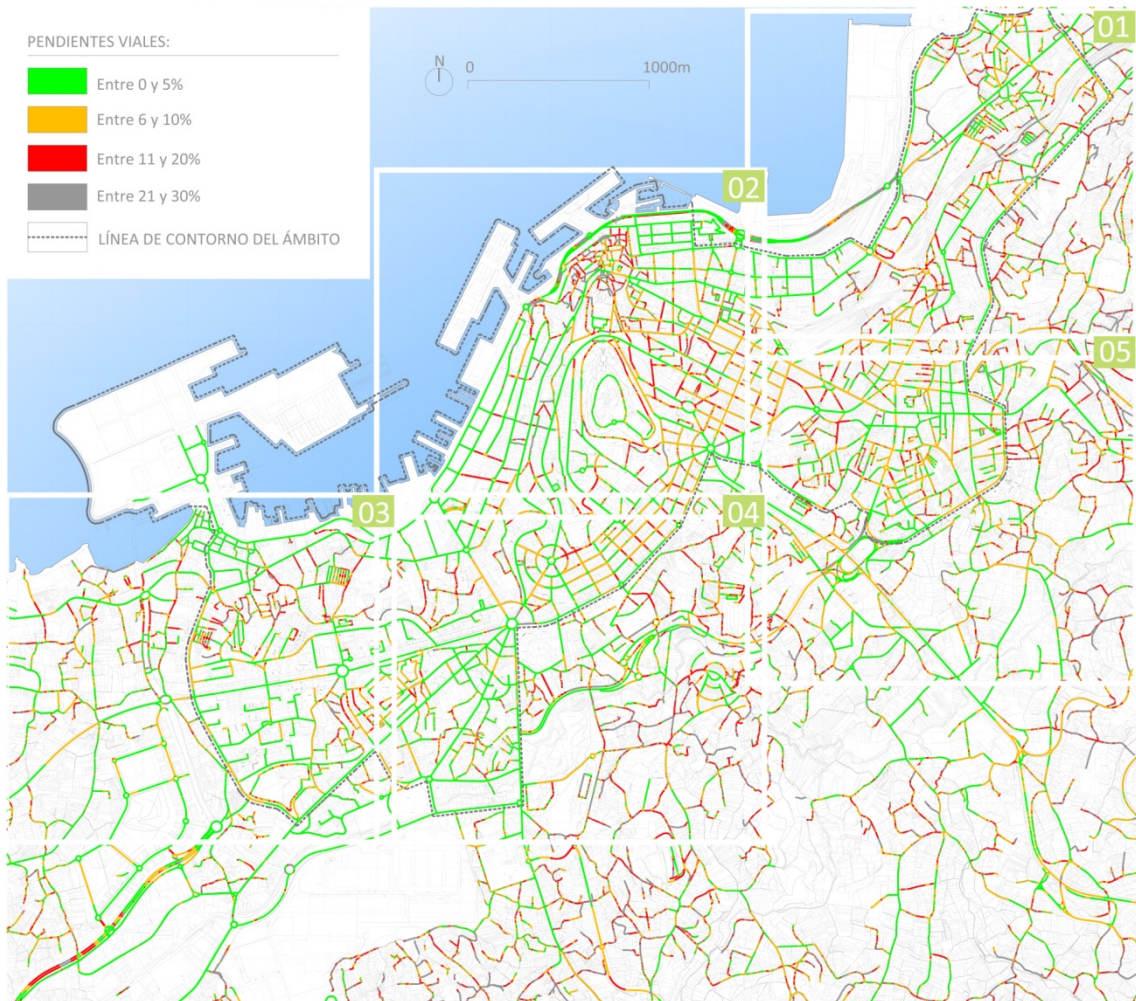 PENDIENTES VIALES:
Entre 0 y 5%
Entre 6 y 10%
Entre 11 y 20%
Entre 21 y 30%
LÍNEA DE CONTORNO DEL ÁMBITO
N
0 1000m
01
02
05
03
04